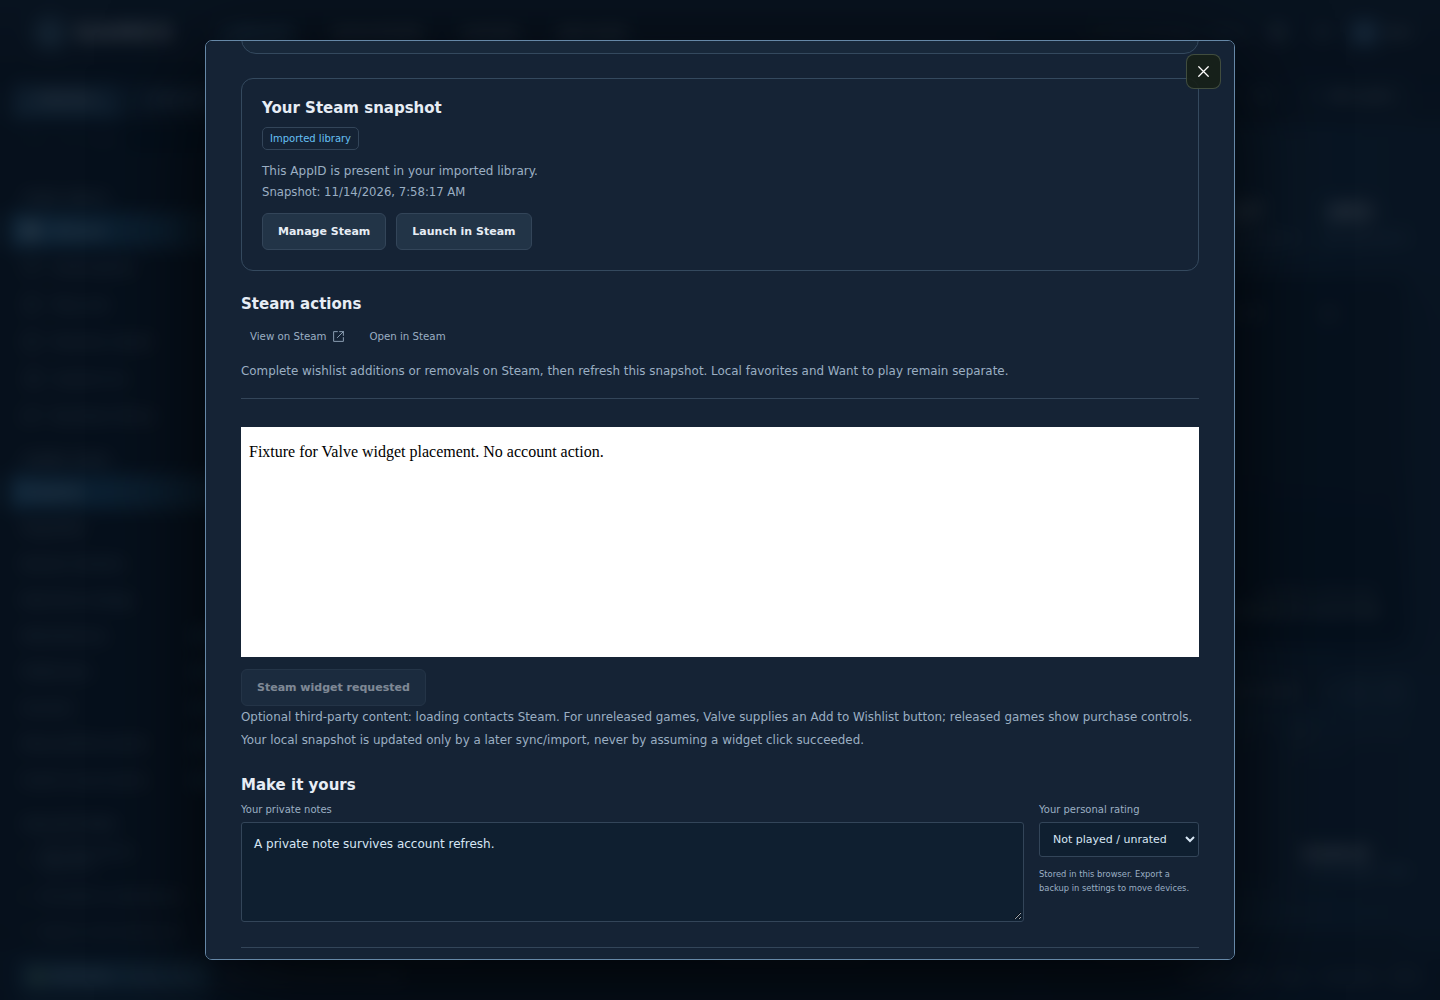 Your Steam snapshot
Imported library
This AppID is present in your imported library.
Snapshot: 11/14/2026, 7:58:17 AM
Manage Steam
Launch in Steam
Steam actions
View on Steam
Open in Steam
Complete wishlist additions or removals on Steam, then refresh this snapshot. Local favorites and Want to play remain separate.
Fixture for Valve widget placement. No account action.
Steam widget requested
Optional third-party content: loading contacts Steam. For unreleased games, Valve supplies an Add to Wishlist button; released games show purchase controls.
Your local snapshot is updated only by a later sync/import, never by assuming a widget click succeeded.
Make it yours
Your private notes
A private note survives account refresh.
Your personal rating
Not played / unrated
Stored in this browser. Export a
backup in settings to move devices.